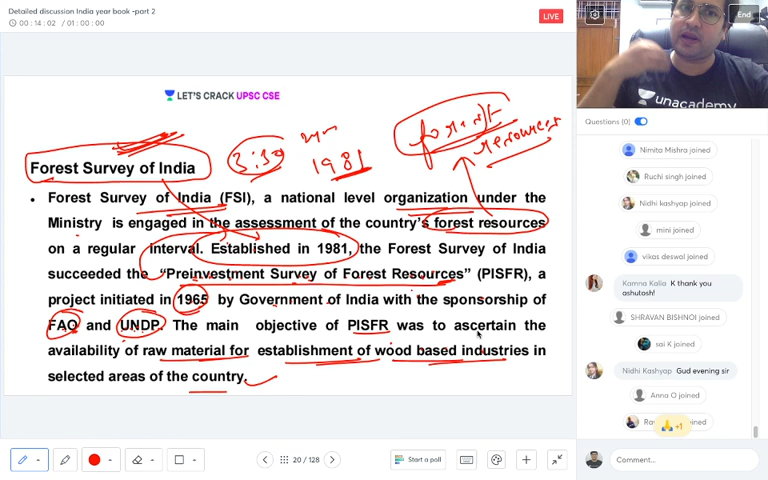 Detailed discussion India year book -part 2
00 : 14 : 02 / 01 : 00 : 00
LIVE
End
LET'S CRACK UPSC CSE
forest
resources
3:30
1981
unacademy
Forest Survey of India
• Forest Survey of India (FSI), a national level organization under the
Ministry is engaged in the assessment of the country's forest resources
on a regular interval. Established in 1981, the Forest Survey of India
succeeded the "Preinvestment Survey of Forest Resources" (PISFR), a
project initiated in 1965 by Government of India with the sponsorship of
FAO and UNDP. The main objective of PISFR was to ascertain the
availability of raw material for establishment of wood based industries in
selected areas of the country.
Questions (0)
Nimita Mishra joined
Ruchi singh joined
Nidhi kashyap joined
mini joined
vikas deswal joined
Kamna Kalia K thank you
ashutosh!
SHRAVAN BISHNOI joined
sai K joined
Nidhi Kashyap Gud evening sir
Anna O joined
+1
20 / 128
Start a poll
Comment...